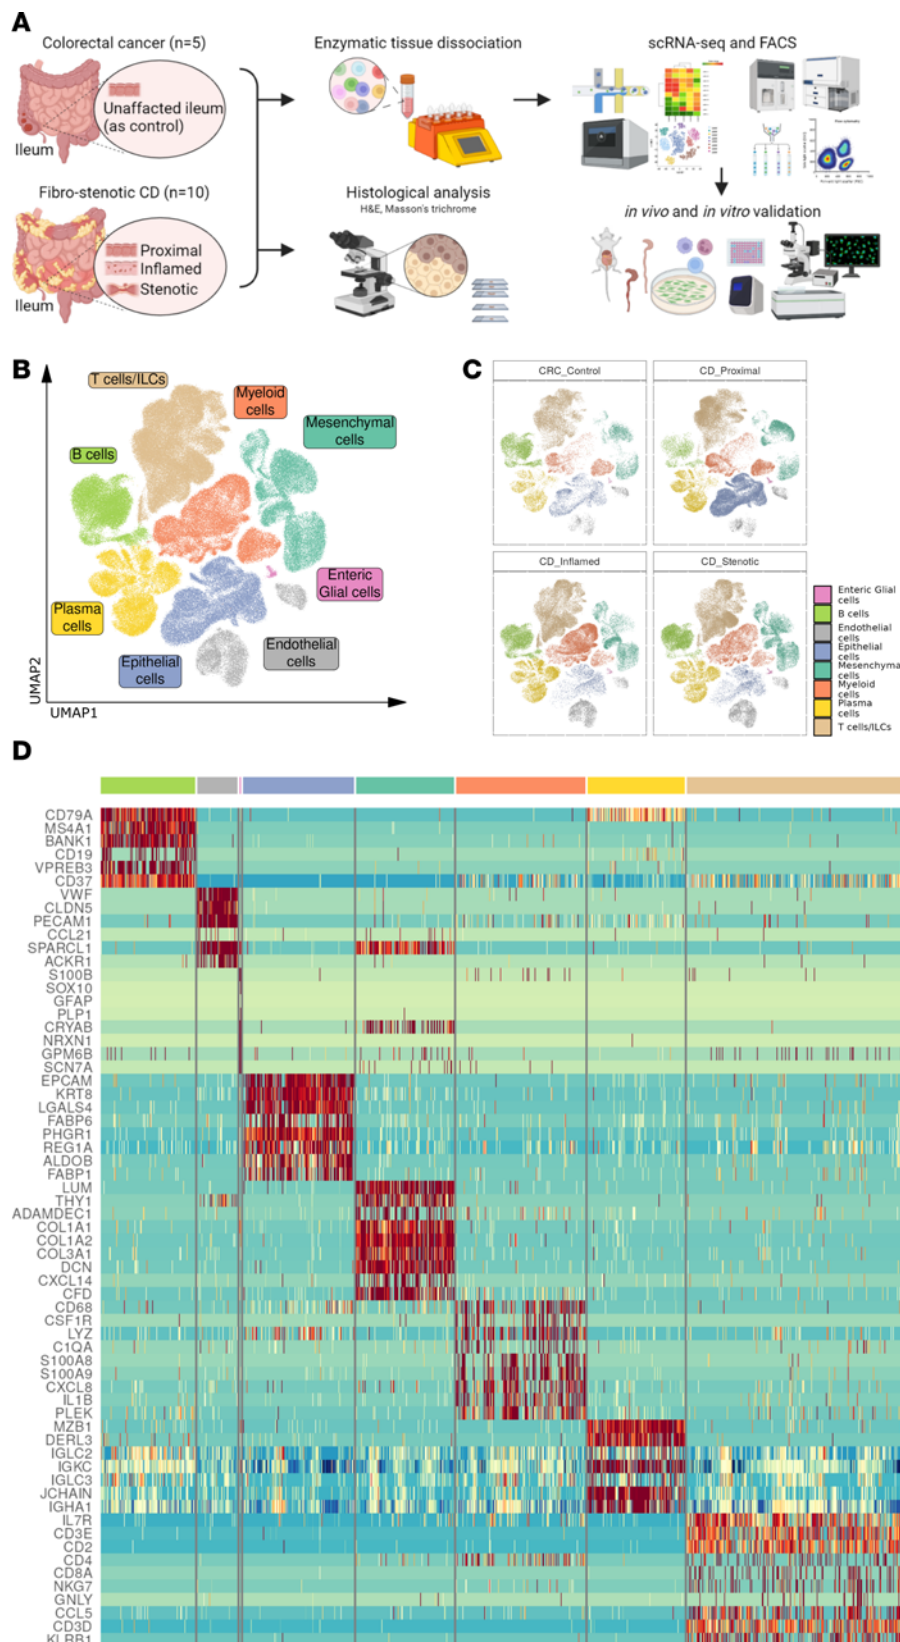 A
Colorectal cancer (n=5)
Unaffacted ileum
(as control)
Ileum
Fibro-stenotic CD (n=10)
Proximal
Inflamed
Stenotic
Ileum
Enzymatic tissue dissociation
Histological analysis
H&E, Masson's trichrome
scRNA-seq and FACS
in vivo and in vitro validation
B
T cells/ILCs
Myeloid
cells
Mesenchymal
cells
B cells
Enteric
Glial cells
Plasma
cells
Epithelial
cells
Endothelial
cells
UMAP2
UMAP1
C
CRC_Control
CD_Proximal
CD_Inflamed
CD_Stenotic
Enteric Glial
cells
B cells
Endothelial
cells
Epithelial
cells
Mesenchyma
cells
Myeloid
cells
Plasma
cells
T cells/ILCs
D
CD79A
MS4A1
BANK1
CD19
VPREB3
CD37
VWF
CLDN5
PECAM1
CCL21
SPARCL1
ACKR1
S100B
SOX10
GFAP
PLP1
CRYAB
NRXN1
GPM6B
SCN7A
EPCAM
KRT8
LGALS4
FABP6
PHGR1
REG1A
ALDOB
FABP1
LUM
THY1
ADAMDEC1
COL1A1
COL1A2
COL3A1
DCN
CXCL14
CFD
CD68
CSF1R
LYZ
C1QA
S100A8
S100A9
CXCL8
IL1B
PLEK
MZB1
DERL3
IGLC2
IGKC
IGLC3
JCHAIN
IGHA1
IL7R
CD3E
CD2
CD4
CD8A
NKG7
GNLY
CCL5
CD3D
KLRB1